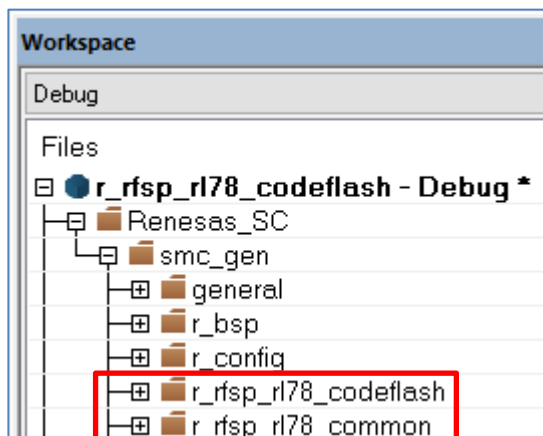 Workspace
Debug
Files
r_rfsp_rl78_codeflash - Debug *
Renesas_SC
smc_gen
general
r_bsp
r_config
r_rfsp_rl78_codeflash
r_rfsp_rl78_common